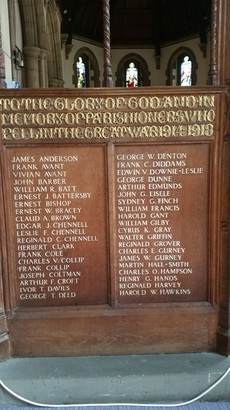 TO THE GLORY OF GOD AND IN
MEMORY OF PARISHIONERS WHO
FELL IN THE GREAT WAR 1914-1918
JAMES ANDERSON
FRANK AVANT
VIVIAN AVANT
JOHN BARBER
WILLIAM R. BATT
ERNEST J. BATTERSBY
ERNEST BISHOP
ERNEST W. BRACEY
CLAUD A. BROWN
EDGAR J. CHENNELL
LESLIE F. CHENNELL
REGINALD C. CHENNELL
HERBERT CLARK
FRANK COLE
CHARLES V. COLLIP
FRANK COLLIP
JOSEPH COLTMAN
ARTHUR F. CROFT
IVOR T. DAVIES
GEORGE T. DEED
GEORGE W. DENTON
FRANK C. DIDDAMS
EDWIN V. DOWNIE-LESLIE
GEORGE DUNNE
ARTHUR EDMUNDS
JOHN G. EISELE
SYDNEY G. FINCH
WILLIAM FRANCIS
HAROLD GANT
WILLIAM GILBY
CYRUS K. GRAY
WALTER GRIFFIN
REGINALD GROVER
CHARLES E. GURNEY
JAMES W. GURNEY
MARTIN HALL-SMITH
CHARLES O. HAMPSON
HENRY G. HANDS
REGINALD HARVEY
HAROLD W. HAWKINS